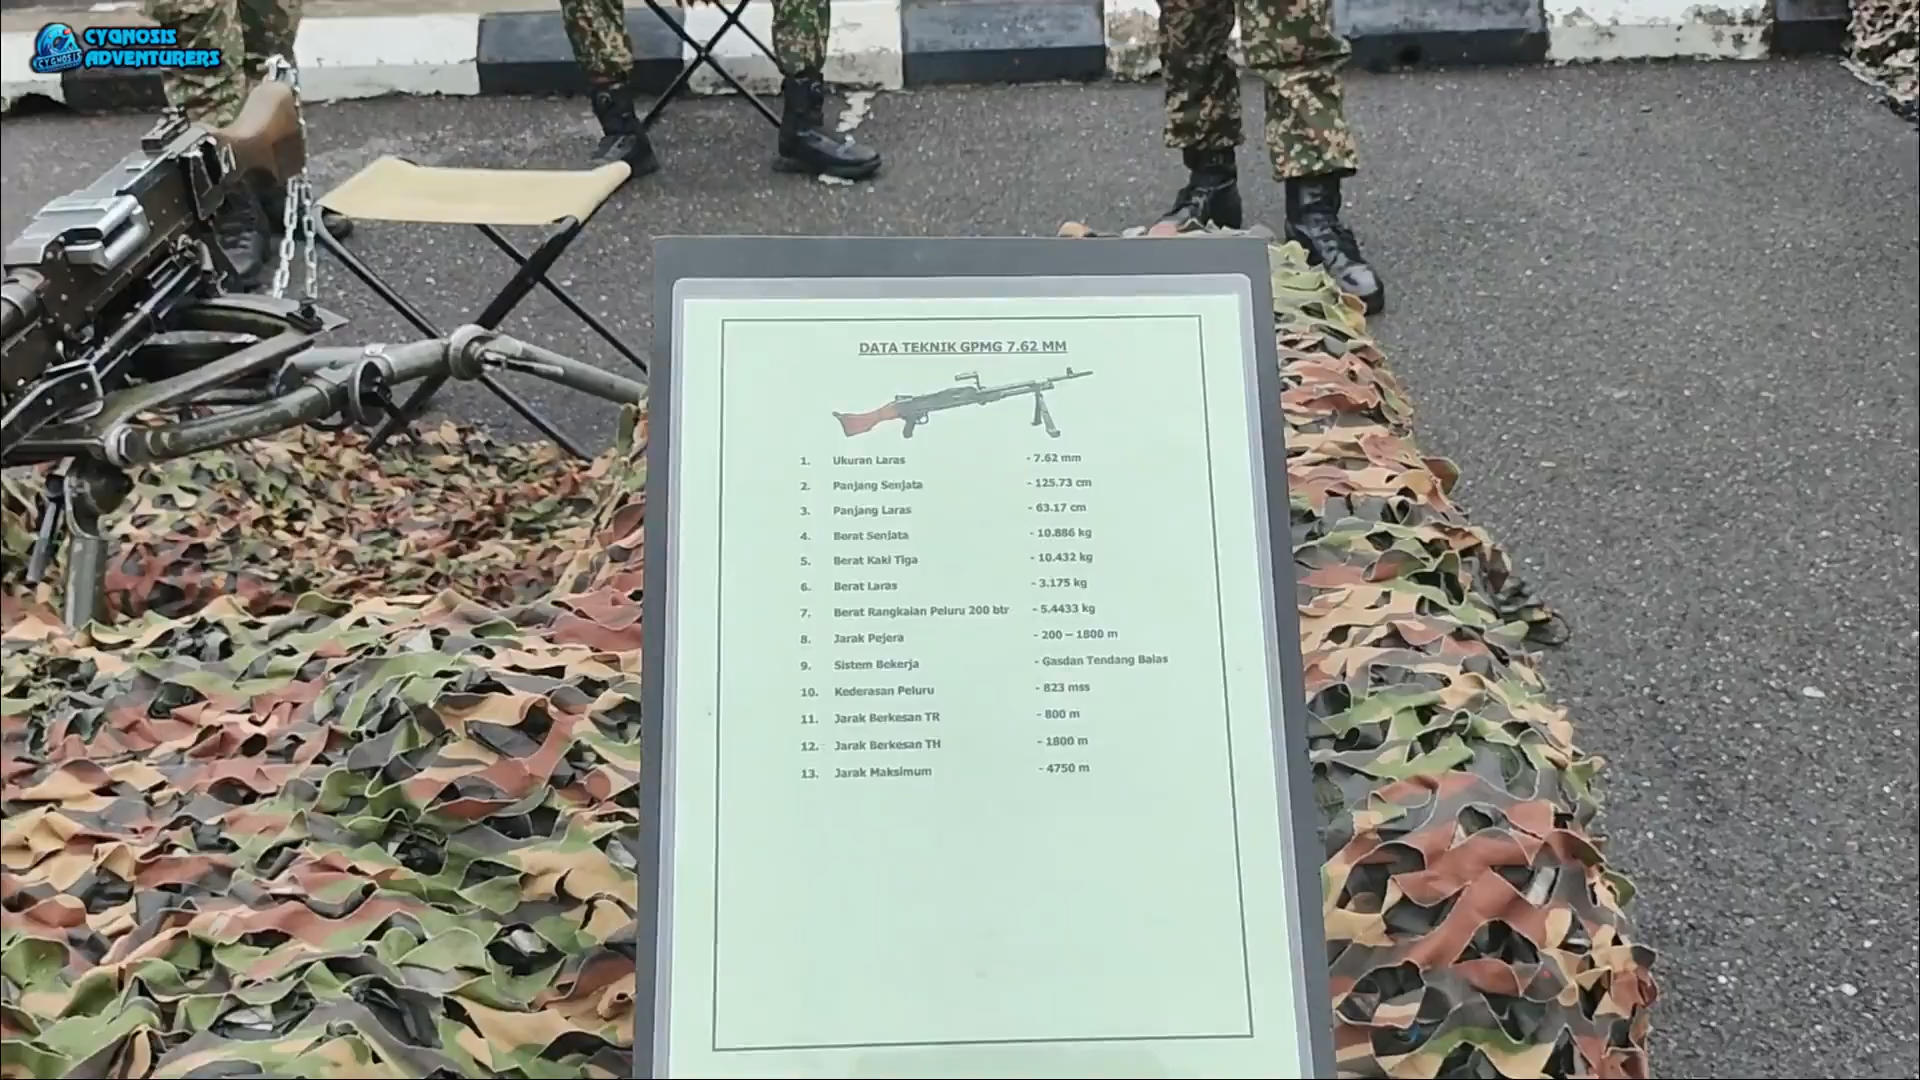 CYGNOSIS
ADVENTURERS
CYGNOSIS
DATA TEKNIK GPMG 7.62 MM
1. Ukuran Laras - 7.62 mm
2. Panjang Senjata - 125.73 cm
3. Panjang Laras - 63.17 cm
4. Berat Senjata - 10.886 kg
5. Berat Kaki Tiga - 10.432 kg
6. Berat Laras - 3.175 kg
7. Berat Rangkaian Peluru 200 btr - 5.4433 kg
8. Jarak Pejera - 200 – 1800 m
9. Sistem Bekerja - Gasdan Tendang Balas
10. Kederasan Peluru - 823 mss
11. Jarak Berkesan TR - 800 m
12. Jarak Berkesan TH - 1800 m
13. Jarak Maksimum - 4750 m